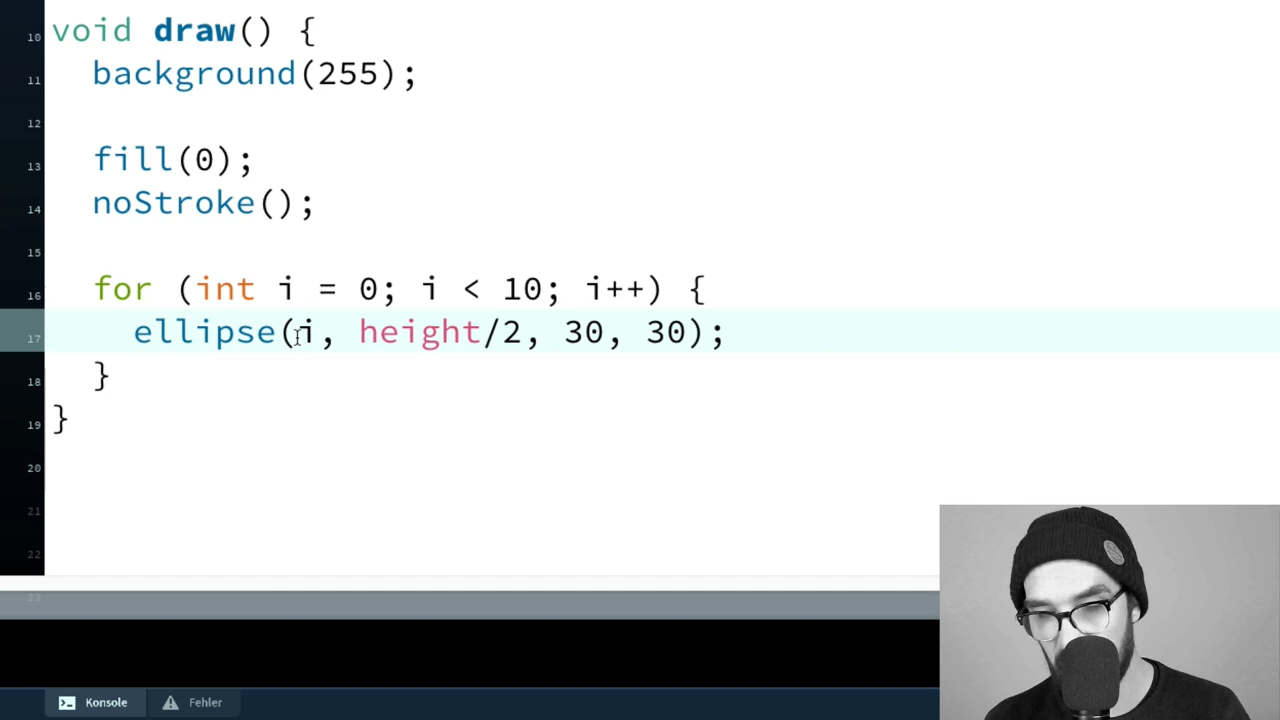 10 void draw() {
11 background(255);
12
13 fill(0);
14 noStroke();
15
16 for (int i = 0; i < 10; i++) {
17 ellipse(i, height/2, 30, 30);
18 }
19 }
20
21
22
23
Konsole Fehler